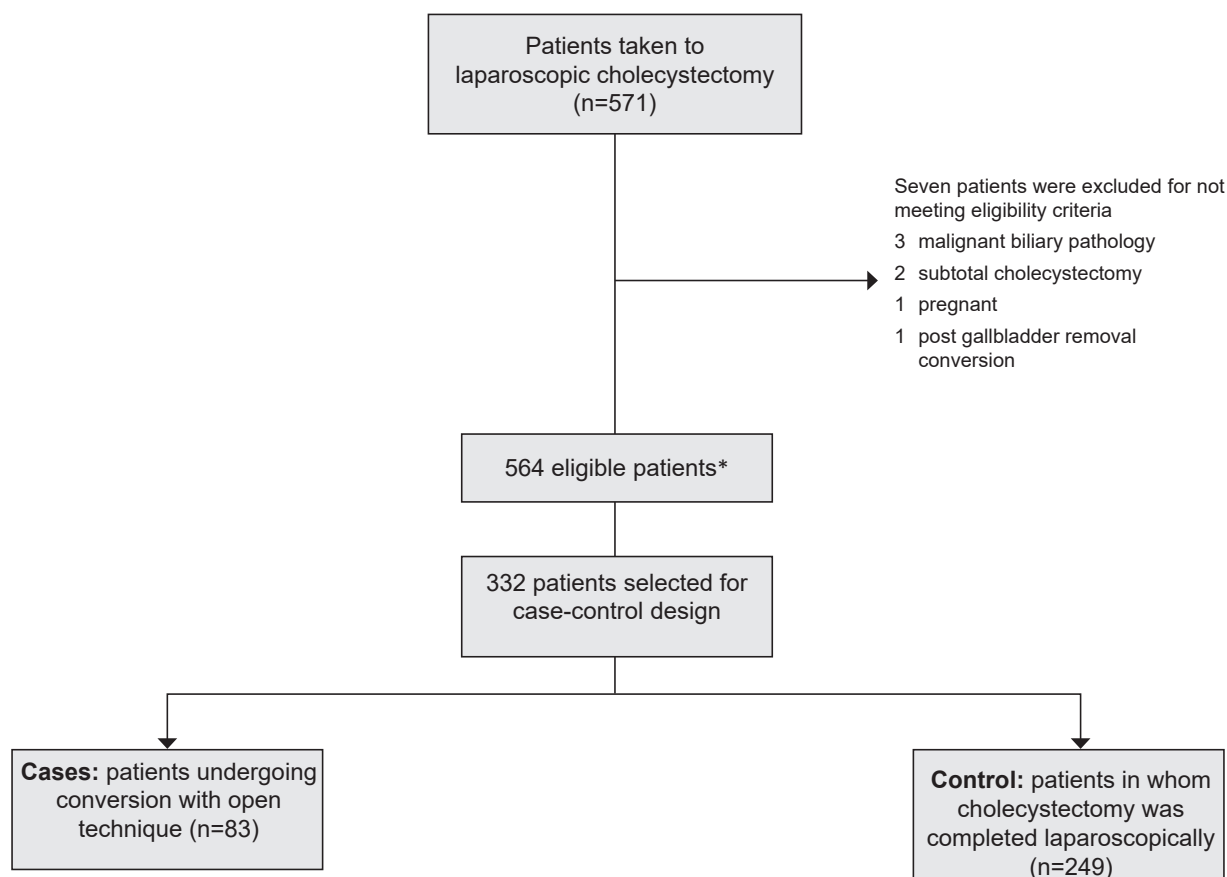 Patients taken to
laparoscopic cholecystectomy
(n=571)
Seven patients were excluded for not
meeting eligibility criteria
3 malignant biliary pathology
2 subtotal cholecystectomy
1 pregnant
1 post gallbladder removal
conversion
564 eligible patients*
332 patients selected for
case-control design
Cases: patients undergoing
conversion with open
technique (n=83)
Control: patients in whom
cholecystectomy was
completed laparoscopically
(n=249)